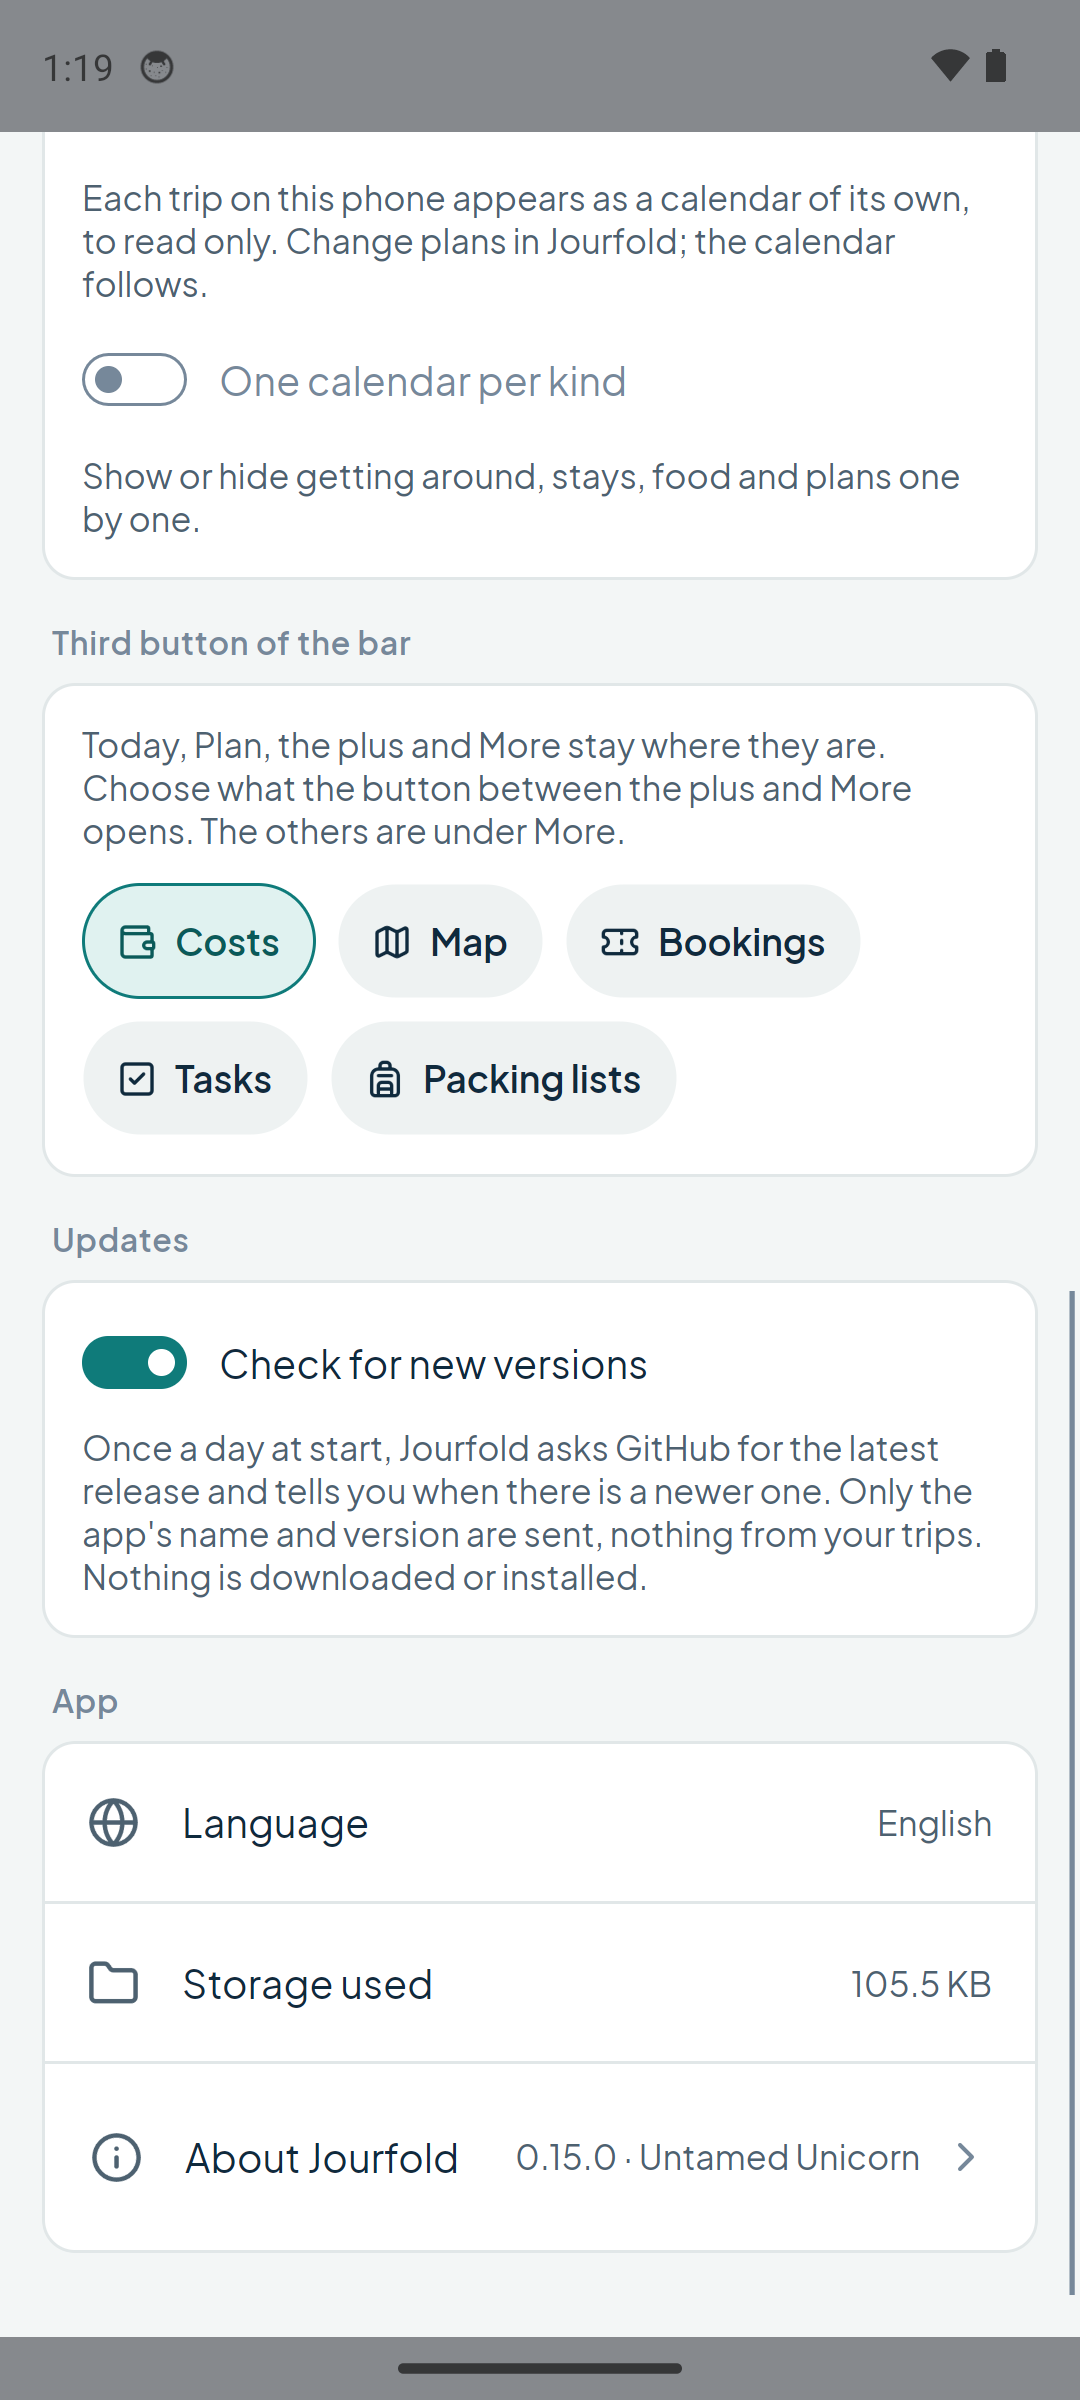 1:19
Each trip on this phone appears as a calendar of its own,
to read only. Change plans in Jourfold; the calendar
follows.
One calendar per kind
Show or hide getting around, stays, food and plans one
by one.
Third button of the bar
Today, Plan, the plus and More stay where they are.
Choose what the button between the plus and More
opens. The others are under More.
Costs Map Bookings
Tasks Packing lists
Updates
Check for new versions
Once a day at start, Jourfold asks GitHub for the latest
release and tells you when there is a newer one. Only the
app's name and version are sent, nothing from your trips.
Nothing is downloaded or installed.
App
Language English
Storage used 105.5 KB
About Jourfold 0.15.0 · Untamed Unicorn